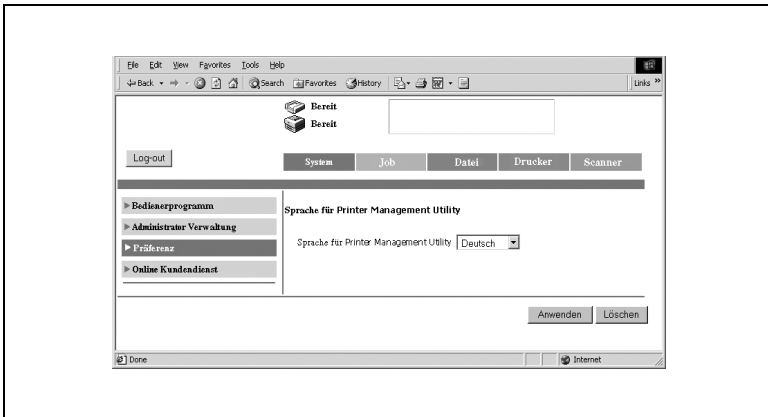 File Edit View Favorites Tools Help
Back Search Favorites History Links »
Bereit
Bereit
Log-out
System Job Datei Drucker Scanner
Bedienerprogramm
Administrator Verwaltung
Präferenz
Online Kundendienst
Sprache für Printer Management Utility
Sprache für Printer Management Utility Deutsch
Anwenden Löschen
Done Internet